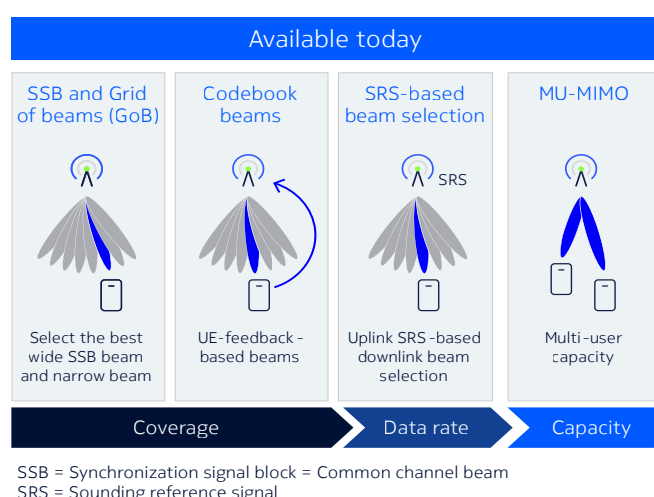 Available today
SSB and Grid
of beams (GoB)
Select the best
wide SSB beam
and narrow beam
Codebook
beams
UE-feedback -
based beams
SRS-based
beam selection
SRS
Uplink SRS -based
downlink beam
selection
MU-MIMO
Multi-user
capacity
Coverage
Data rate
Capacity
SSB = Synchronization signal block = Common channel beam
SRS = Sounding reference signal